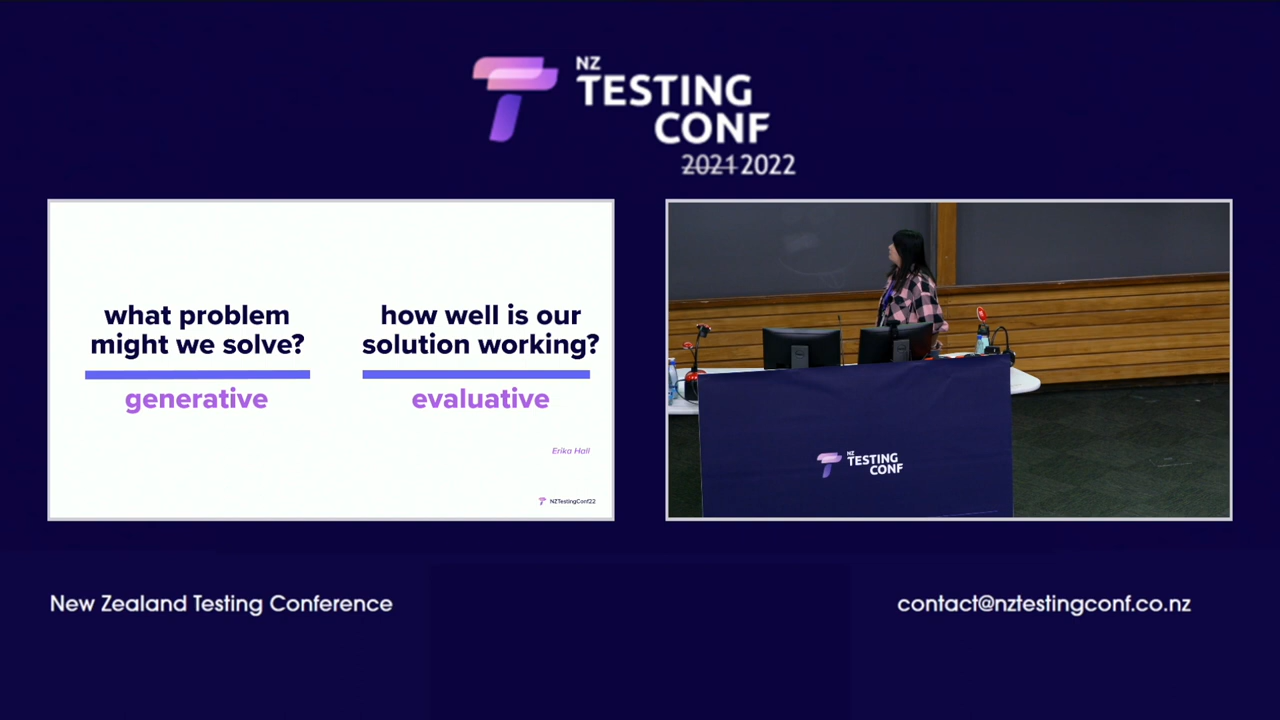 NZ
TESTING
CONF
2021 2022
what problem
might we solve?
generative
how well is our
solution working?
evaluative
Erika Hall
NZTestingConf22
NZ
TESTING
CONF
New Zealand Testing Conference
contact@nztestingconf.co.nz